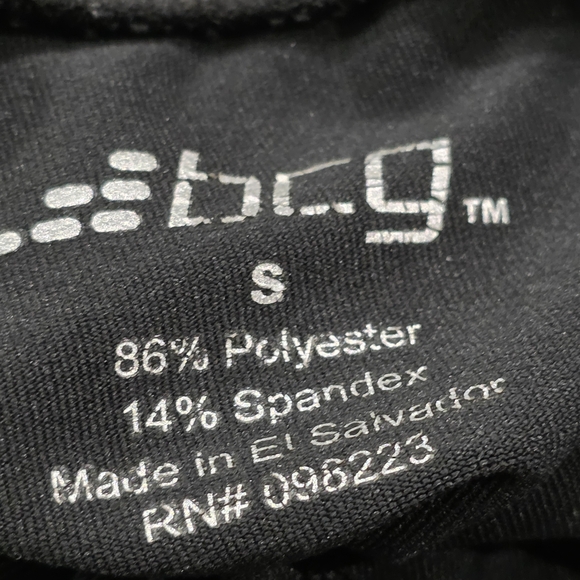 bcg™
S
86% Polyester
14% Spandex
Made in El Salvador
RN# 096223